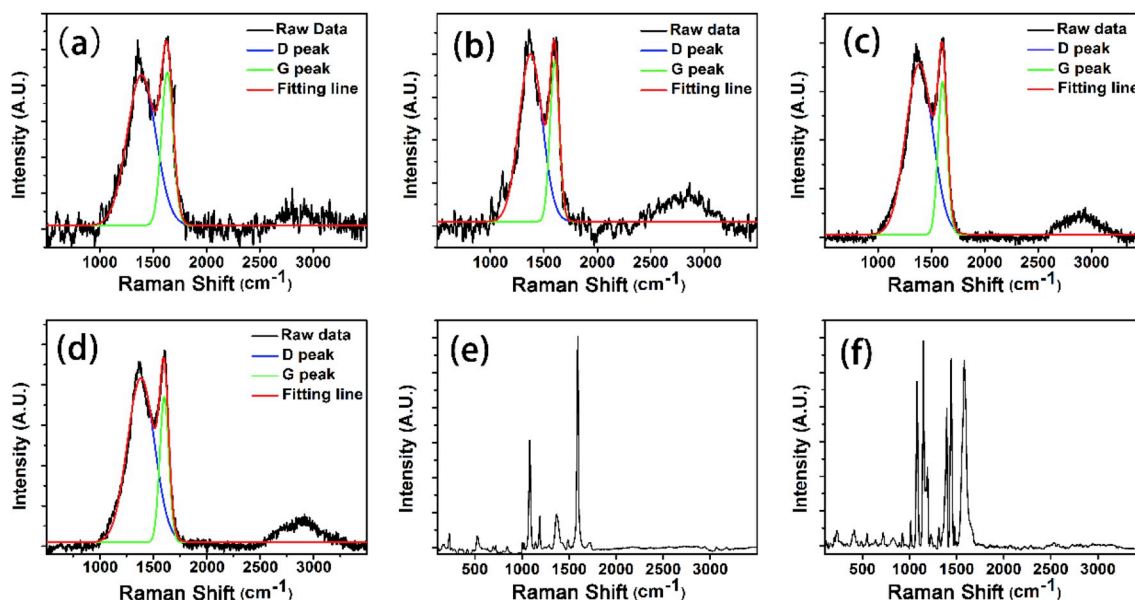 (a)
Raw Data
D peak
G peak
Fitting line
Intensity (A.U.)
1000 1500 2000 2500 3000
Raman Shift (cm-1)
(b)
Raw data
D peak
G peak
Fitting line
Intensity (A.U.)
1000 1500 2000 2500 3000
Raman Shift (cm-1)
(c)
Raw data
D peak
G peak
Fitting line
Intensity (A.U.)
1000 1500 2000 2500 3000
Raman Shift (cm-1)
(d)
Raw data
D peak
G peak
Fitting line
Intensity (A.U.)
1000 1500 2000 2500 3000
Raman Shift (cm-1)
(e)
Intensity (A.U.)
500 1000 1500 2000 2500 3000
Raman Shift (cm-1)
(f)
Intensity (A.U.)
500 1000 1500 2000 2500 3000
Raman Shift (cm-1)